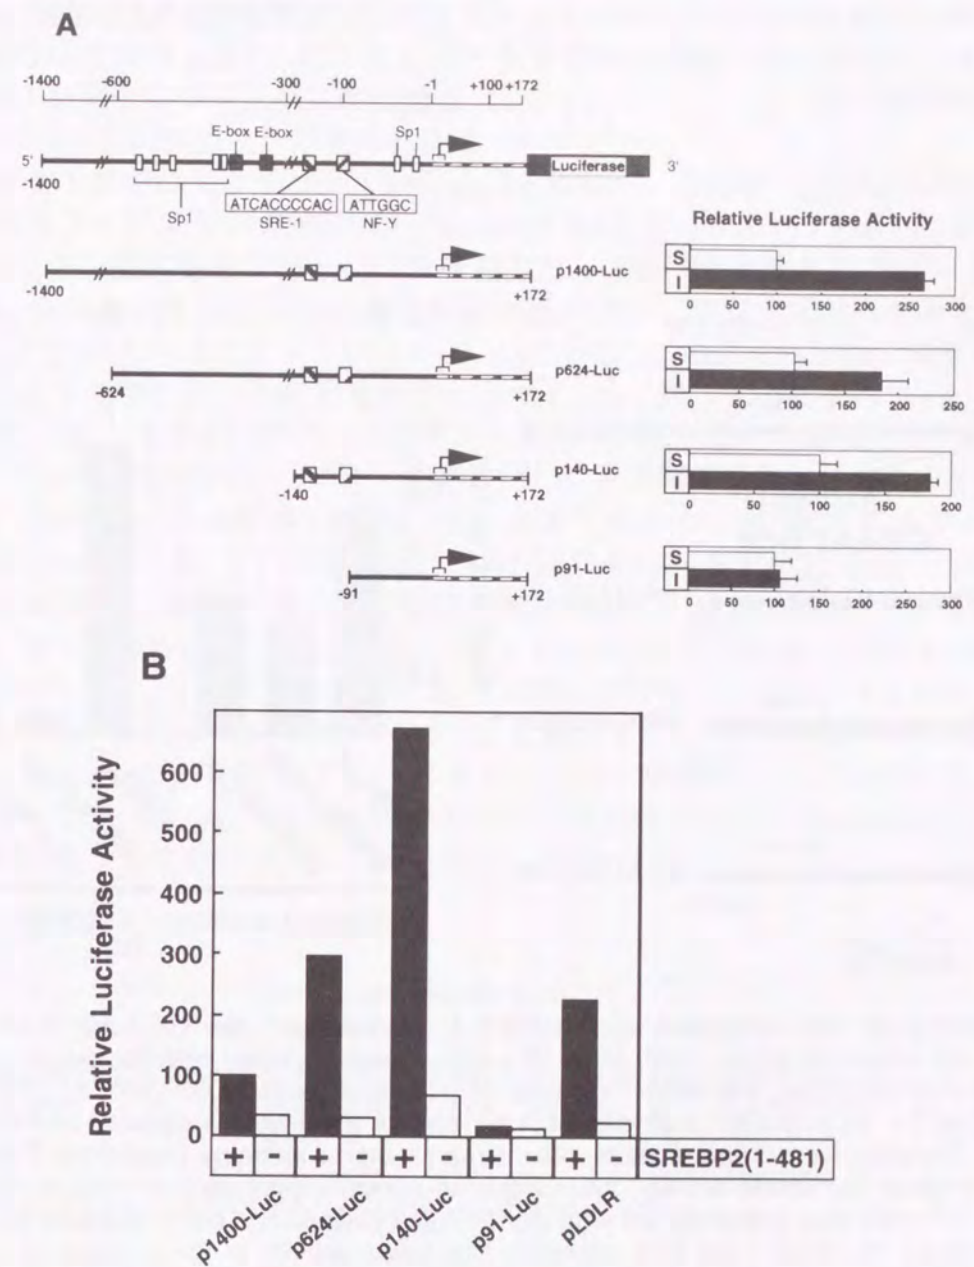 A
-1400 -600 -300 -100 -1 +100 +172
E-box E-box Sp1
5' Luciferase 3'
-1400
Sp1 ATCACCCCAC ATTGGC
SRE-1 NF-Y
Relative Luciferase Activity
p1400-Luc S
I
-1400 +172
0 50 100 150 200 250 300
p624-Luc S
I
-624 +172
0 50 100 150 200 250
p140-Luc S
I
-140 +172
0 50 100 150 200
p91-Luc S
I
-91 +172
0 50 100 150 200 250 300
B
Relative Luciferase Activity
600
500
400
300
200
100
0
+ - + - + - + - + - SREBP2(1-481)
p1400-Luc p624-Luc p140-Luc p91-Luc pLDLR